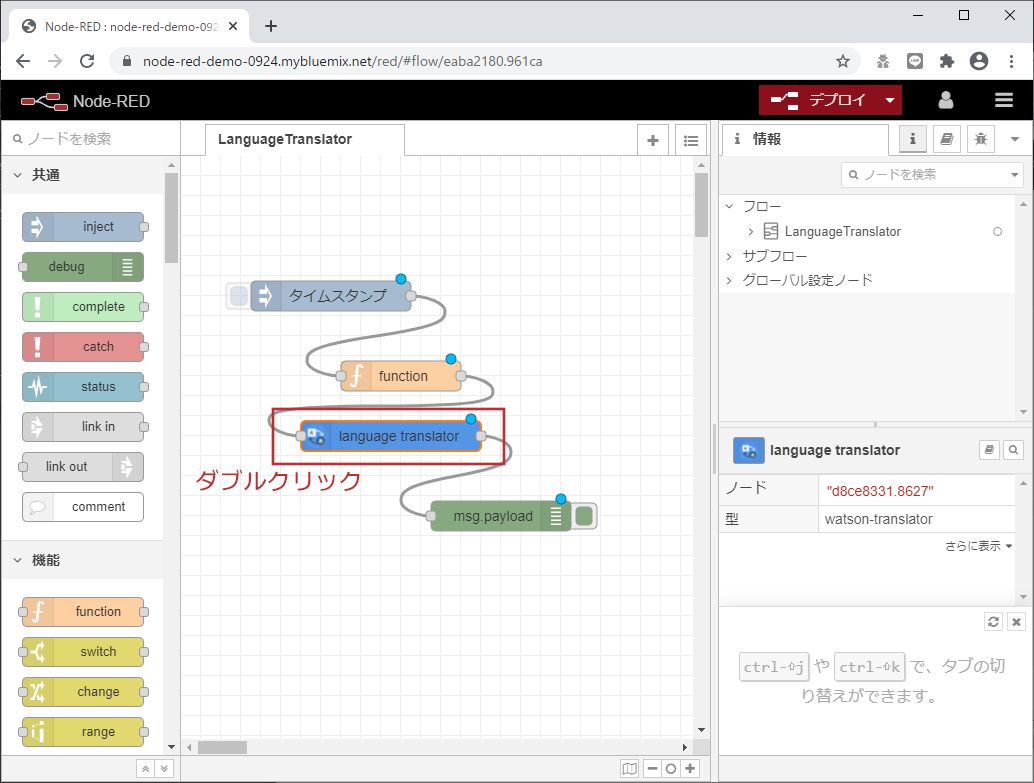 Node-RED : node-red-demo-092
node-red-demo-0924.mybluemix.net/red/#flow/eaba2180.961ca
Node-RED
デプロイ
ノードを検索
LanguageTranslator
情報
共通
ノードを検索
inject
debug
complete
catch
status
link in
link out
comment
機能
function
switch
change
range
タイムスタンプ
function
language translator
ダブルクリック
msg.payload
フロー
LanguageTranslator
サブフロー
グローバル設定ノード
language translator
ノード "d8ce8331.8627"
型 watson-translator
さらに表示
ctrl-⇧j や ctrl-⇧k で、タブの切
り替えができます。